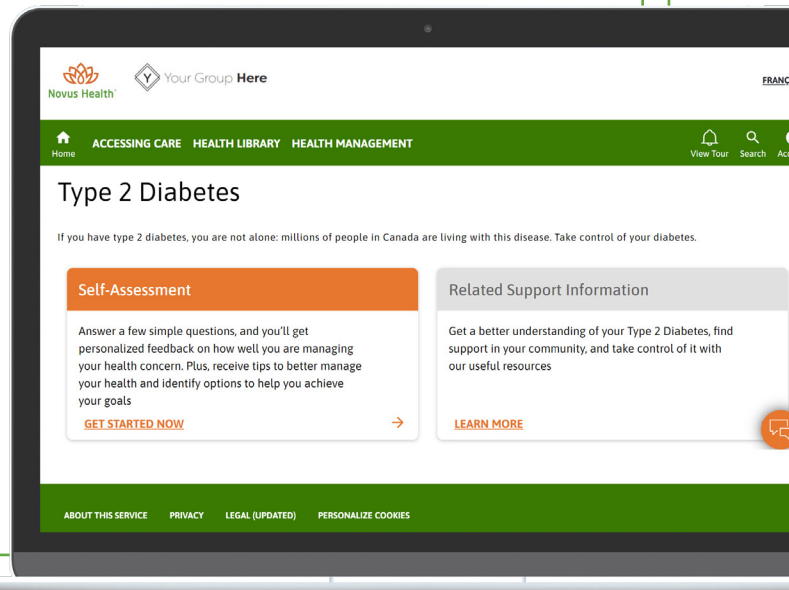 Novus Health
Your Group Here
Home
ACCESSING CARE HEALTH LIBRARY HEALTH MANAGEMENT
View Tour Search
Type 2 Diabetes
If you have type 2 diabetes, you are not alone: millions of people in Canada are living with this disease. Take control of your diabetes.
Self-Assessment
Answer a few simple questions, and you'll get
personalized feedback on how well you are managing
your health concern. Plus, receive tips to better manage
your health and identify options to help you achieve
your goals
GET STARTED NOW
Related Support Information
Get a better understanding of your Type 2 Diabetes, find
support in your community, and take control of it with
our useful resources
LEARN MORE
ABOUT THIS SERVICE PRIVACY LEGAL (UPDATED) PERSONALIZE COOKIES